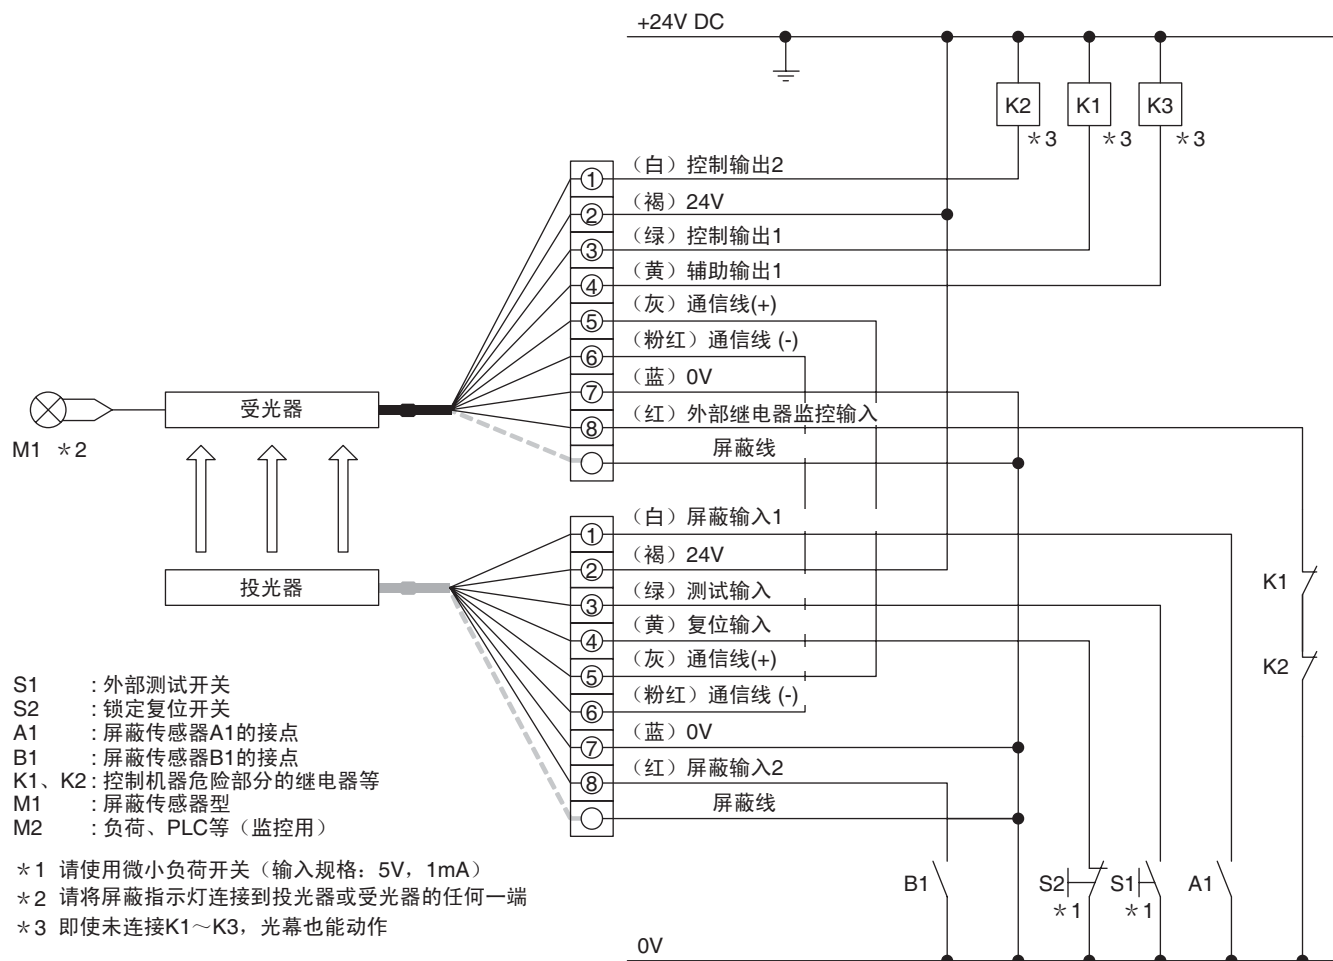 +24V DC
K2
K1
K3
*3
*3
*3
① (白) 控制输出2
② (褐) 24V
③ (绿) 控制输出1
④ (黄) 辅助输出1
⑤ (灰) 通信线(+)
⑥ (粉红) 通信线 (-)
⑦ (蓝) 0V
⑧ (红) 外部继电器监控输入
屏蔽线
受光器
M1 *2
① (白) 屏蔽输入1
② (褐) 24V
③ (绿) 测试输入
④ (黄) 复位输入
⑤ (灰) 通信线(+)
⑥ (粉红) 通信线 (-)
⑦ (蓝) 0V
⑧ (红) 屏蔽输入2
屏蔽线
投光器
K1
K2
B1
S2
*1
S1
*1
A1
0V
S1 : 外部测试开关
S2 : 锁定复位开关
A1 : 屏蔽传感器A1的接点
B1 : 屏蔽传感器B1的接点
K1、K2 : 控制机器危险部分的继电器等
M1 : 屏蔽传感器型
M2 : 负荷、PLC等（监控用）
*1 请使用微小负荷开关（输入规格：5V，1mA）
*2 请将屏蔽指示灯连接到投光器或受光器的任何一端
*3 即使未连接K1～K3，光幕也能动作